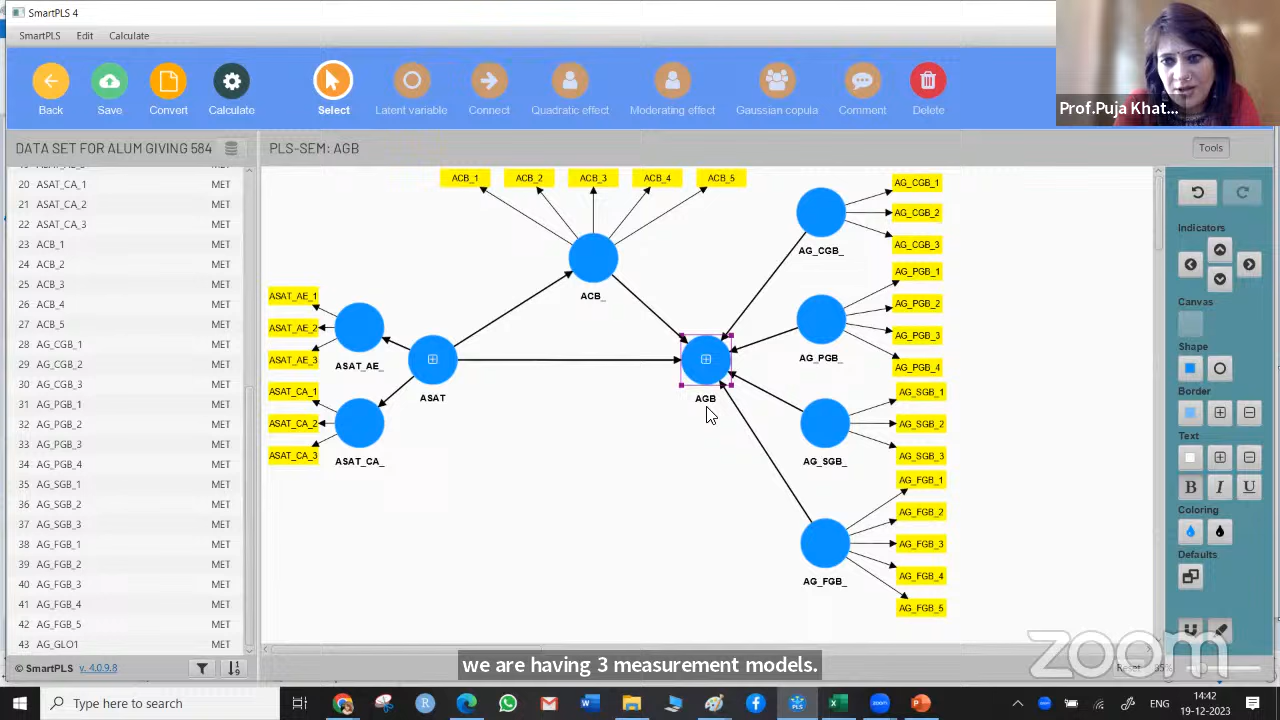 SmartPLS 4
SmartPLS Edit Calculate
Back Save Convert Calculate Select Latent variable Connect Quadratic effect Moderating effect Gaussian copula Comment Delete
Prof.Puja Khat...
DATA SET FOR ALUM GIVING 584
PLS-SEM: AGB
Tools
20 ASAT_CA_1 MET
21 ASAT_CA_2 MET
22 ASAT_CA_3 MET
23 ACB_1 MET
24 ACB_2 MET
25 ACB_3 MET
26 ACB_4 MET
27 ACB_5 MET
28 AG_CGB_1 MET
29 AG_CGB_2 MET
30 AG_CGB_3 MET
31 AG_PGB_1 MET
32 AG_PGB_2 MET
33 AG_PGB_3 MET
34 AG_PGB_4 MET
35 AG_SGB_1 MET
36 AG_SGB_2 MET
37 AG_SGB_3 MET
38 AG_FGB_1 MET
39 AG_FGB_2 MET
40 AG_FGB_3 MET
41 AG_FGB_4 MET
42 AG_FGB_5 MET
43 AG_GLO1 MET
© SmartPLS v. 4.0.9.8
ACB_1 ACB_2 ACB_3 ACB_4 ACB_5
ACB_
ASAT_AE_1
ASAT_AE_2
ASAT_AE_3
ASAT_AE_
ASAT_CA_1
ASAT_CA_2
ASAT_CA_3
ASAT_CA_
ASAT
AGB
AG_CGB_
AG_CGB_1
AG_CGB_2
AG_CGB_3
AG_PGB_
AG_PGB_1
AG_PGB_2
AG_PGB_3
AG_PGB_4
AG_SGB_
AG_SGB_1
AG_SGB_2
AG_SGB_3
AG_FGB_
AG_FGB_1
AG_FGB_2
AG_FGB_3
AG_FGB_4
AG_FGB_5
Indicators
Canvas
Shape
Border
Text
B I U
Coloring
Defaults
Reset
zoom
we are having 3 measurement models.
Type here to search
ENG
14:42
19-12-2023